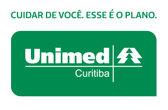 CUIDAR DE VOCÊ. ESSE É O PLANO.
Unimed
Curitiba